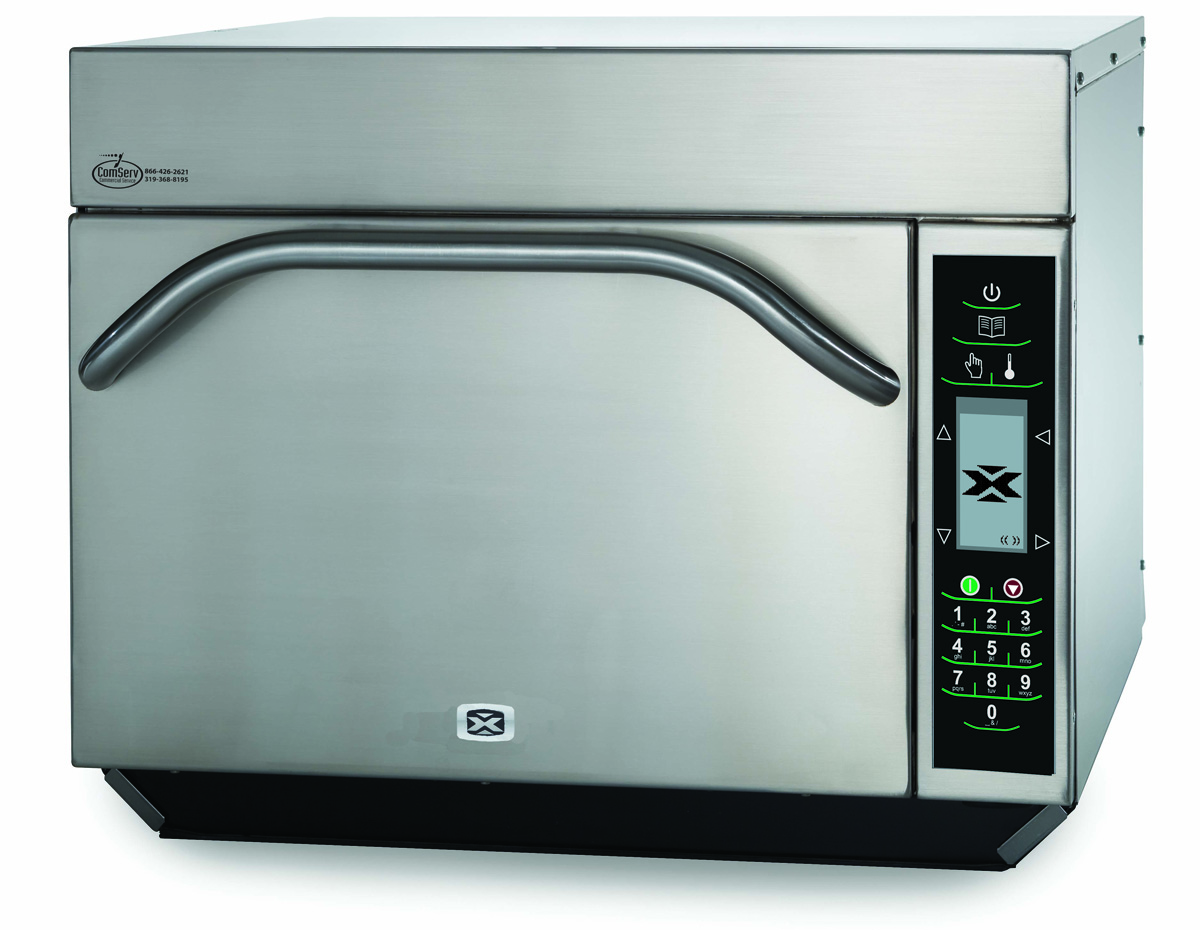 ComServ
Commercial Service
866-426-2621
319-368-8195
1 2 3
'-# abc def
4 5 6
ghi jkl mno
7 8 9
pqrs tuv wxyz
0
_&/